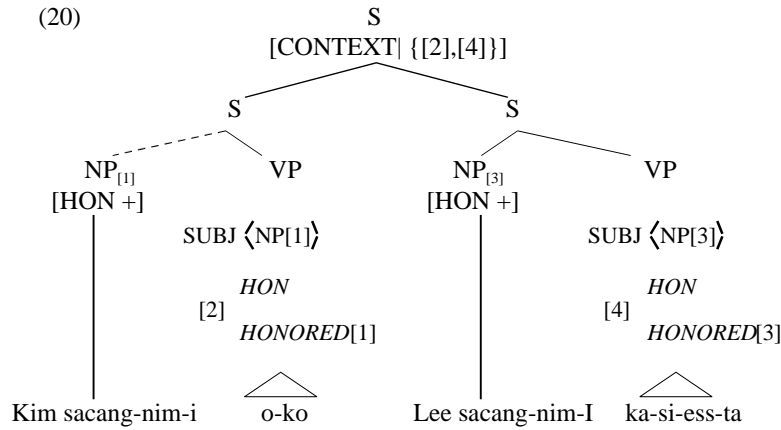 (20)
S
[CONTEXT| {[2],[4]}]
S S
NP[1] VP NP[3] VP
[HON +] [HON +]
SUBJ ⟨NP[1]⟩ SUBJ ⟨NP[3]⟩
HON HON
[2] [4]
HONORED[1] HONORED[3]
Kim sacang-nim-i o-ko Lee sacang-nim-I ka-si-ess-ta